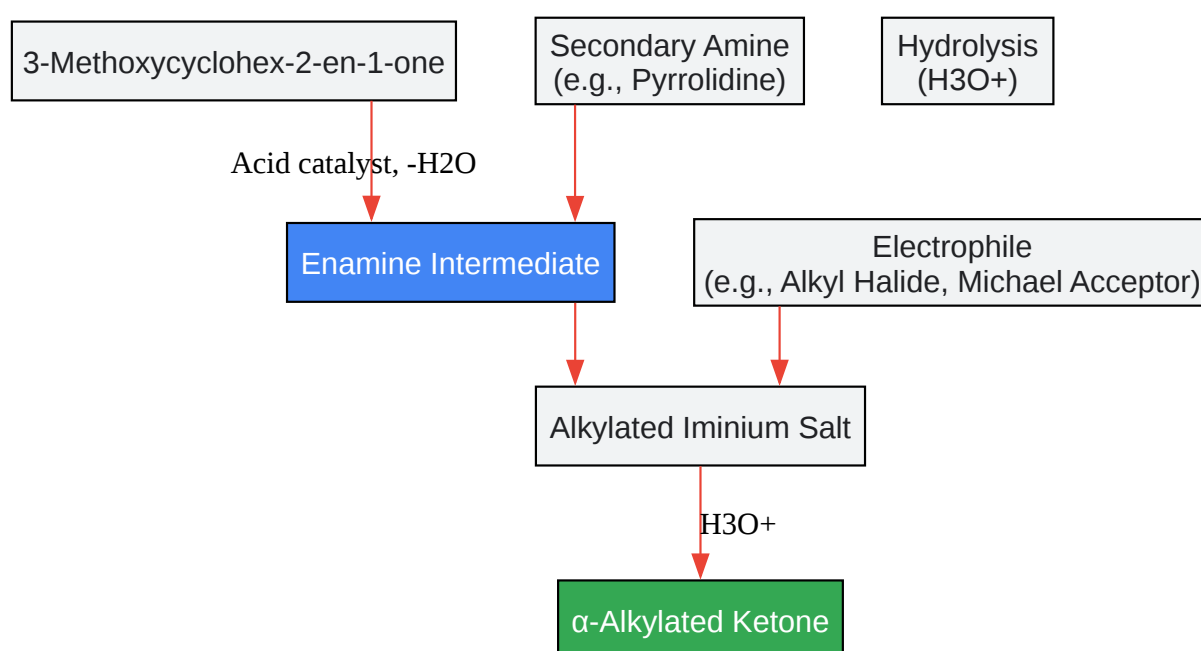 3-Methoxycyclohex-2-en-1-one
Secondary Amine
(e.g., Pyrrolidine)
Hydrolysis
(H3O+)
Acid catalyst, -H2O
Enamine Intermediate
Electrophile
(e.g., Alkyl Halide, Michael Acceptor)
Alkylated Iminium Salt
H3O+
α-Alkylated Ketone